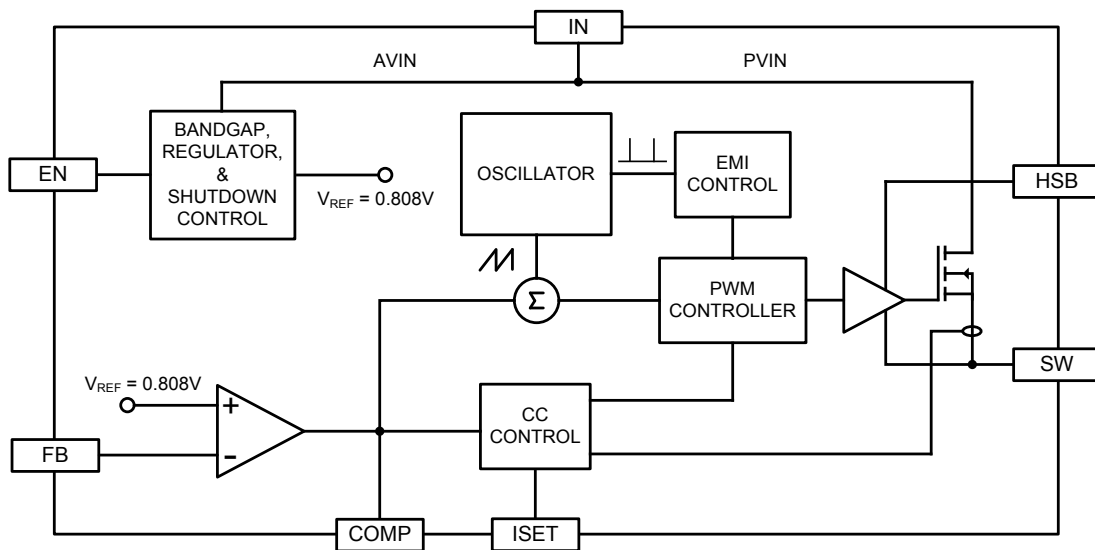 IN
AVIN
PVIN
BANDGAP,
REGULATOR,
&
SHUTDOWN
CONTROL
EN
VREF = 0.808V
OSCILLATOR
EMI
CONTROL
HSB
Σ
PWM
CONTROLLER
SW
VREF = 0.808V
+
-
FB
CC
CONTROL
COMP
ISET